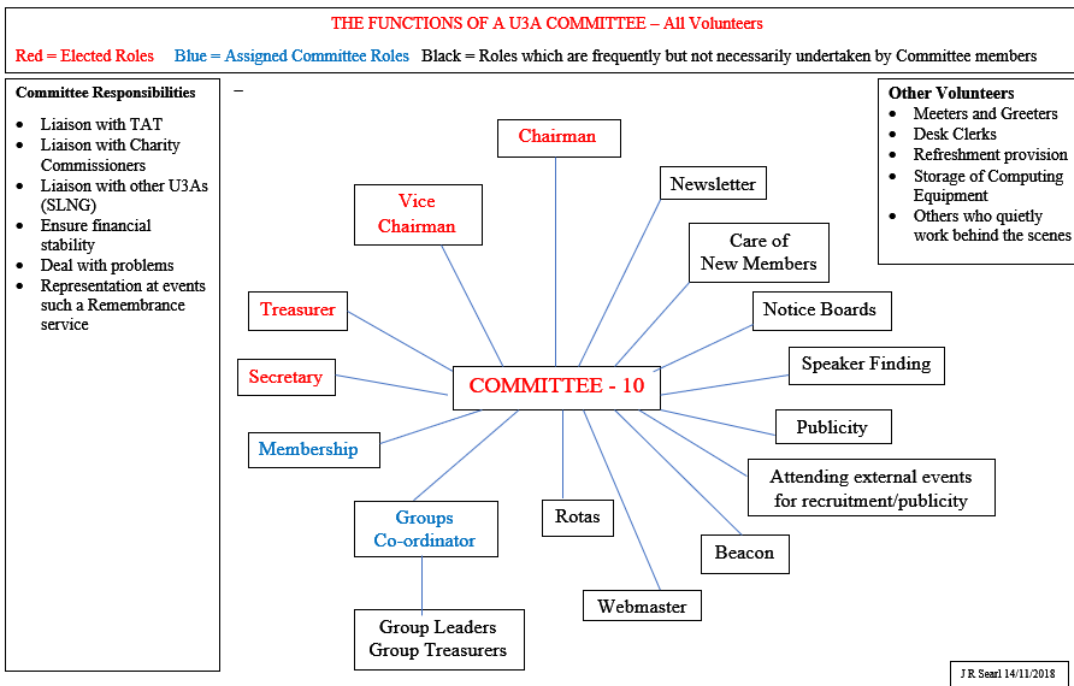 THE FUNCTIONS OF A U3A COMMITTEE – All Volunteers
Red = Elected Roles Blue = Assigned Committee Roles Black = Roles which are frequently but not necessarily undertaken by Committee members
Committee Responsibilities
• Liaison with TAT
• Liaison with Charity
Commissioners
• Liaison with other U3As
(SLNG)
• Ensure financial
stability
• Deal with problems
• Representation at events
such a Remembrance
service
–
Chairman
Vice
Chairman
Treasurer
Secretary
Membership
Groups
Co-ordinator
Group Leaders
Group Treasurers
COMMITTEE - 10
Newsletter
Care of
New Members
Notice Boards
Speaker Finding
Publicity
Attending external events
for recruitment/publicity
Beacon
Webmaster
Rotas
Other Volunteers
• Meeters and Greeters
• Desk Clerks
• Refreshment provision
• Storage of Computing
Equipment
• Others who quietly
work behind the scenes
J R Searl 14/11/2018